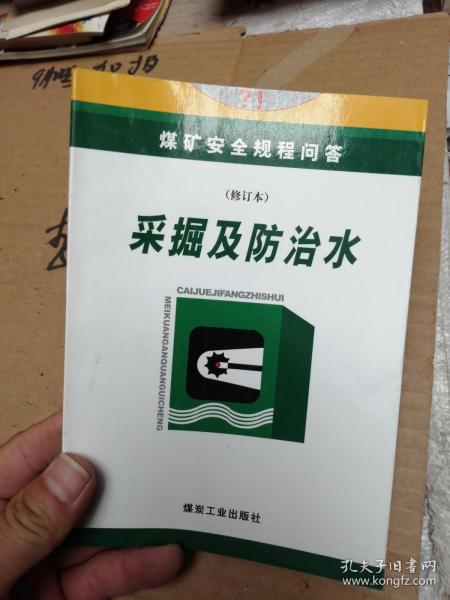 ?!
煤矿安全规程问答
（修订本）
采掘及防治水
CAIJUEJIFANGZHISHUI
MEIKUANGANQUANGUICHENG
煤炭工业出版社
孔夫子旧书网
www.kongfz.com